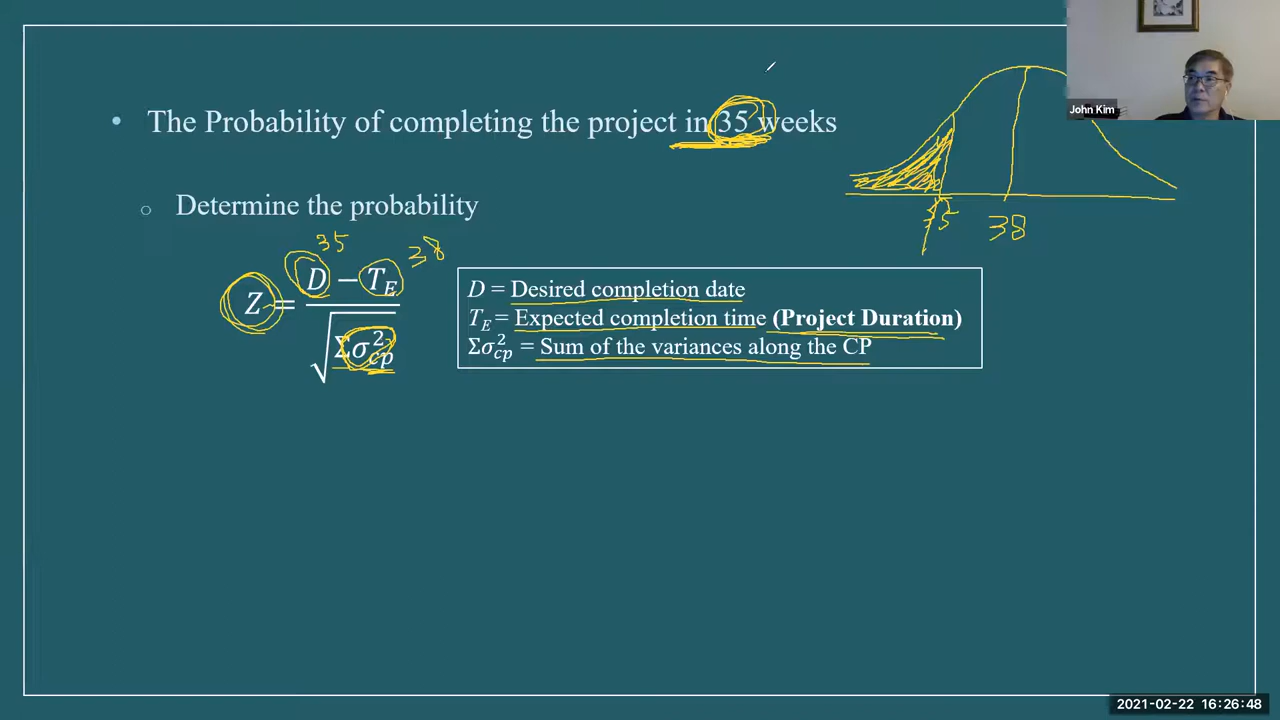 John Kim
• The Probability of completing the project in 35 weeks
o Determine the probability
35
38
Z = D − T_E / √Σσ²_cp
D = Desired completion date
T_E = Expected completion time (Project Duration)
Σσ²_cp = Sum of the variances along the CP
35
38
2021-02-22 16:26:48